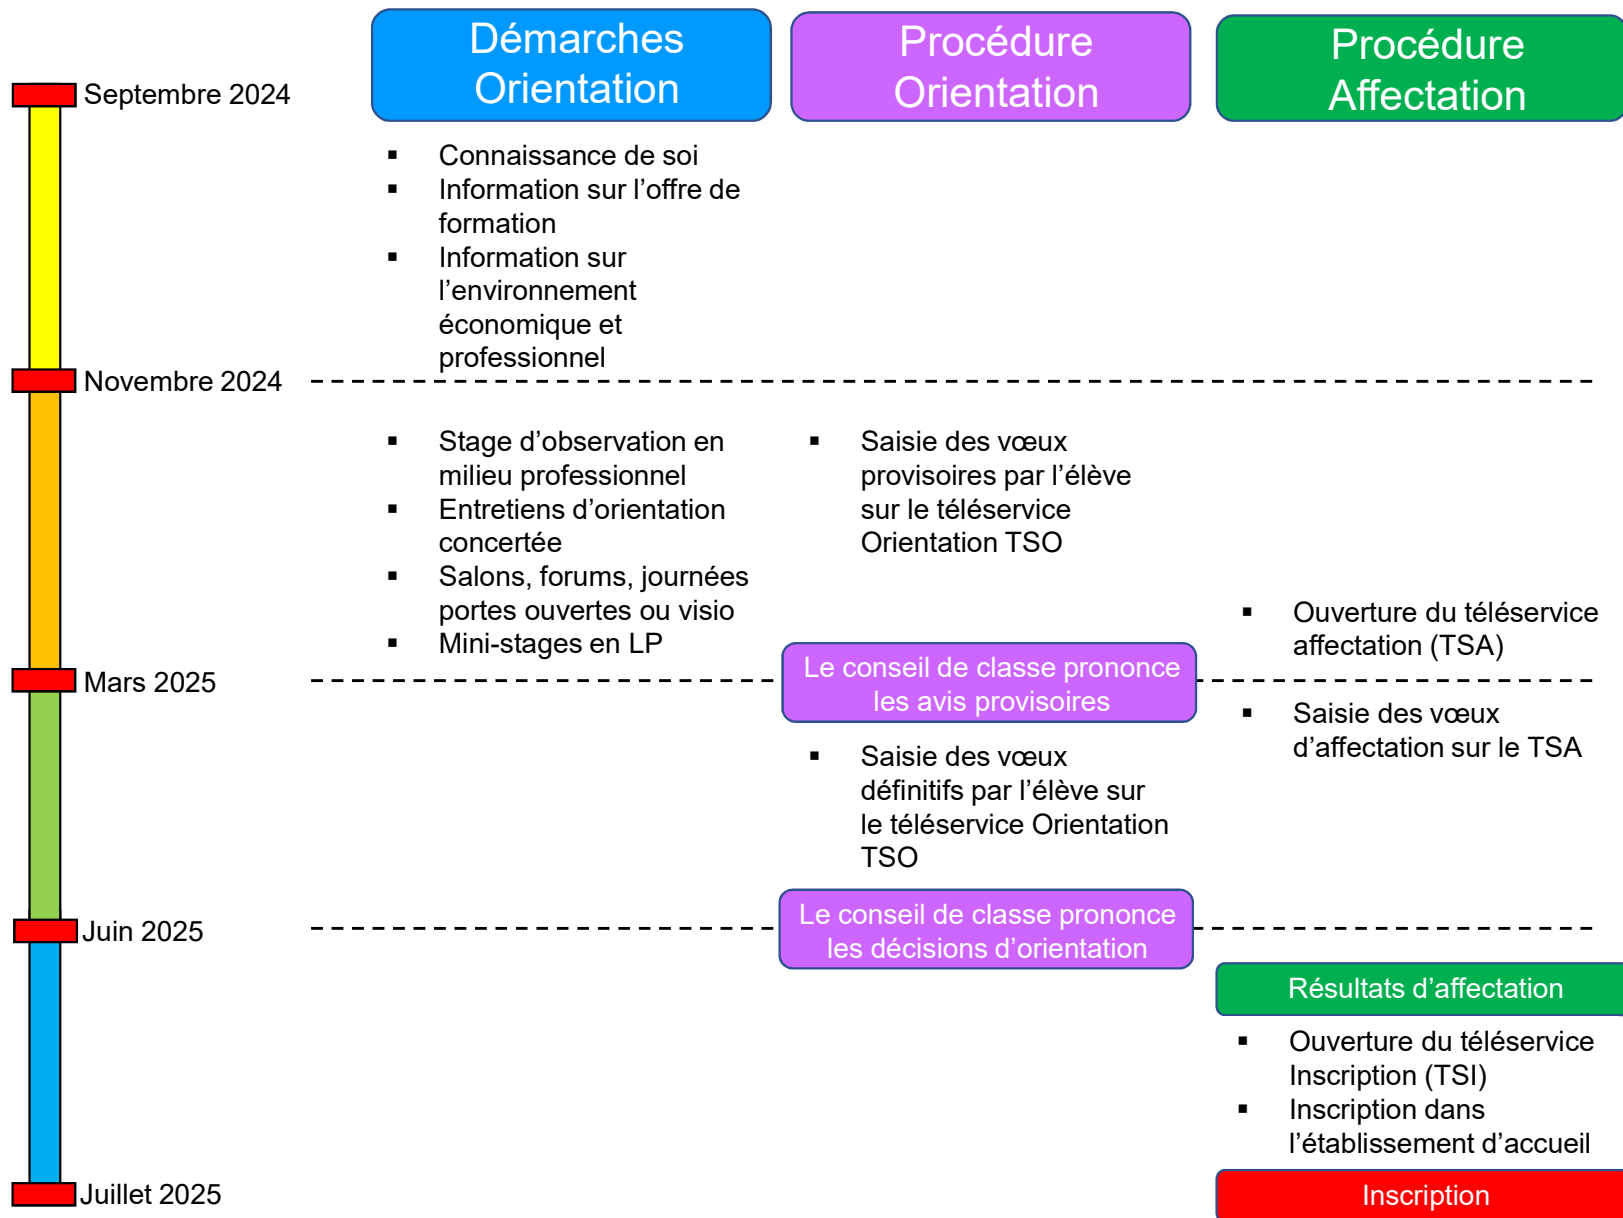 Démarches
Orientation
Procédure
Orientation
Procédure
Affectation
Septembre 2024
▪ Connaissance de soi
▪ Information sur l’offre de
formation
▪ Information sur
l’environnement
économique et
professionnel
Novembre 2024
▪ Stage d’observation en
milieu professionnel
▪ Entretiens d’orientation
concertée
▪ Salons, forums, journées
portes ouvertes ou visio
▪ Mini-stages en LP
▪ Saisie des vœux
provisoires par l’élève
sur le téléservice
Orientation TSO
▪ Ouverture du téléservice
affectation (TSA)
Mars 2025
Le conseil de classe prononce
les avis provisoires
▪ Saisie des vœux
d’affectation sur le TSA
▪ Saisie des vœux
définitifs par l’élève sur
le téléservice Orientation
TSO
Juin 2025
Le conseil de classe prononce
les décisions d’orientation
Résultats d’affectation
▪ Ouverture du téléservice
Inscription (TSI)
▪ Inscription dans
l’établissement d’accueil
Juillet 2025
Inscription